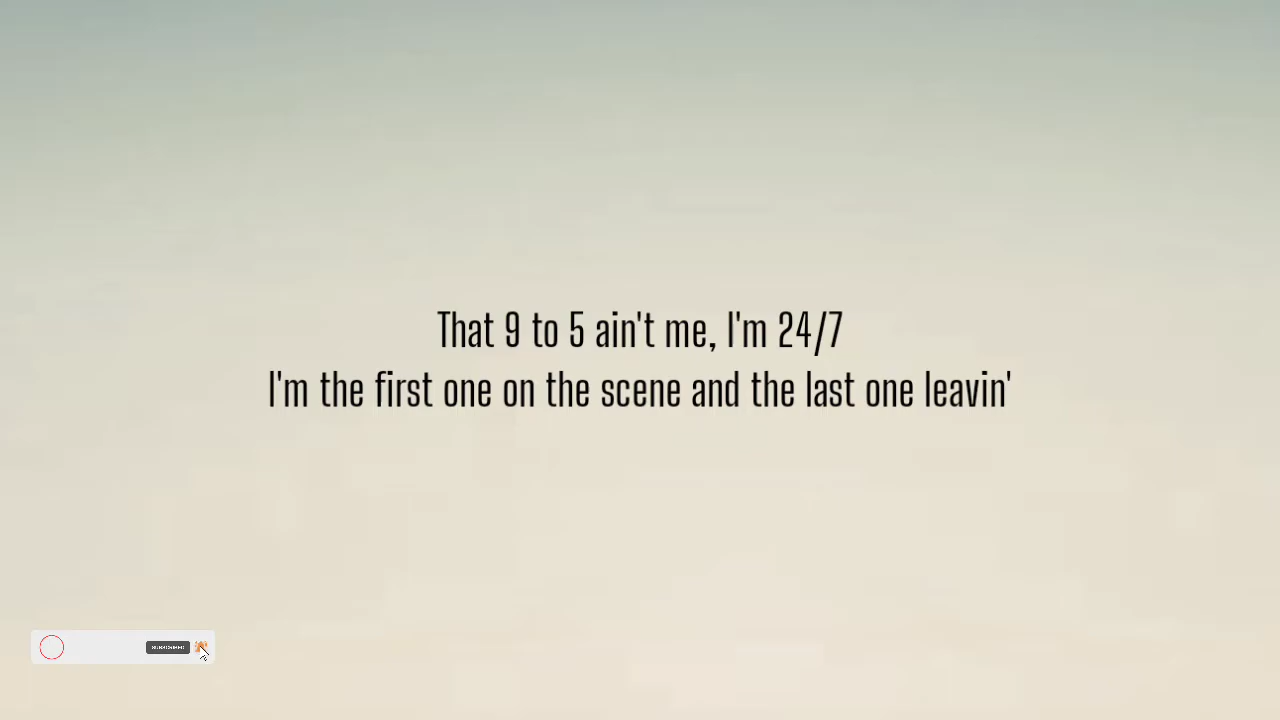 That 9 to 5 ain't me, I'm 24/7
I'm the first one on the scene and the last one leavin'
SUBSCRIBED